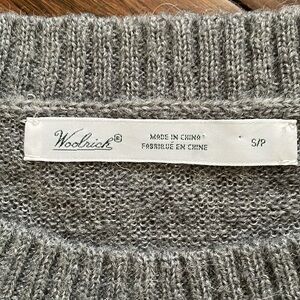 Woolrich®
MADE IN CHINA
FABRIQUÉ EN CHINE
S/P